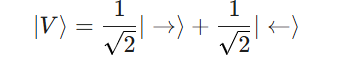 |V⟩ = 1/√2 | →⟩ + 1/√2 | ←⟩